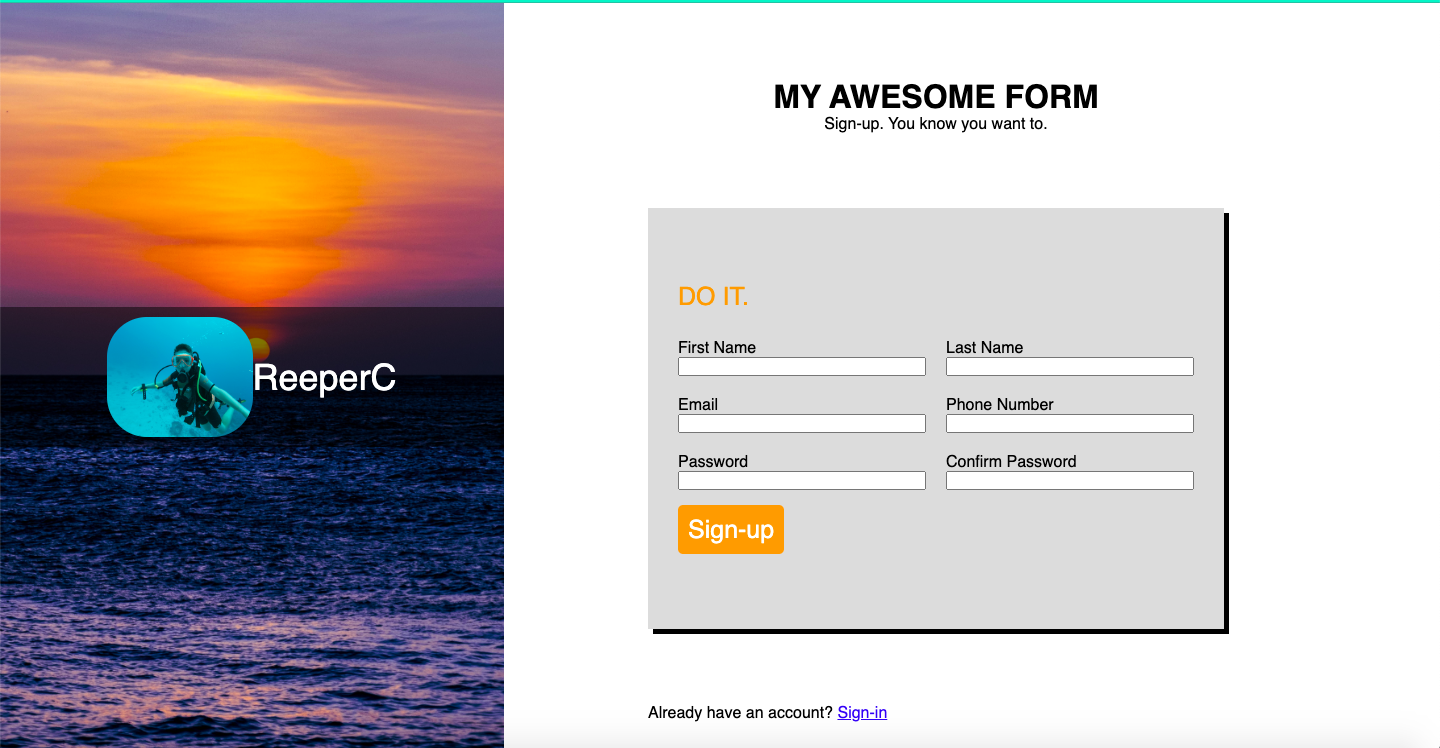 ReeperC
MY AWESOME FORM
Sign-up. You know you want to.
DO IT.
First Name
Last Name
Email
Phone Number
Password
Confirm Password
Sign-up
Already have an account? Sign-in